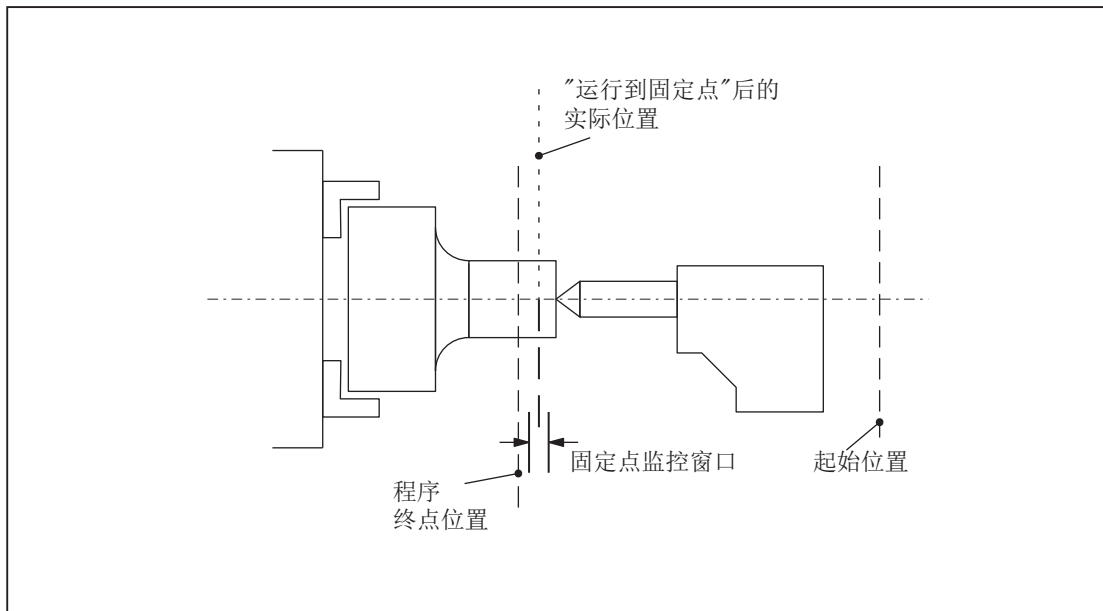 "运行到固定点"后的
实际位置
固定点监控窗口
起始位置
程序
终点位置